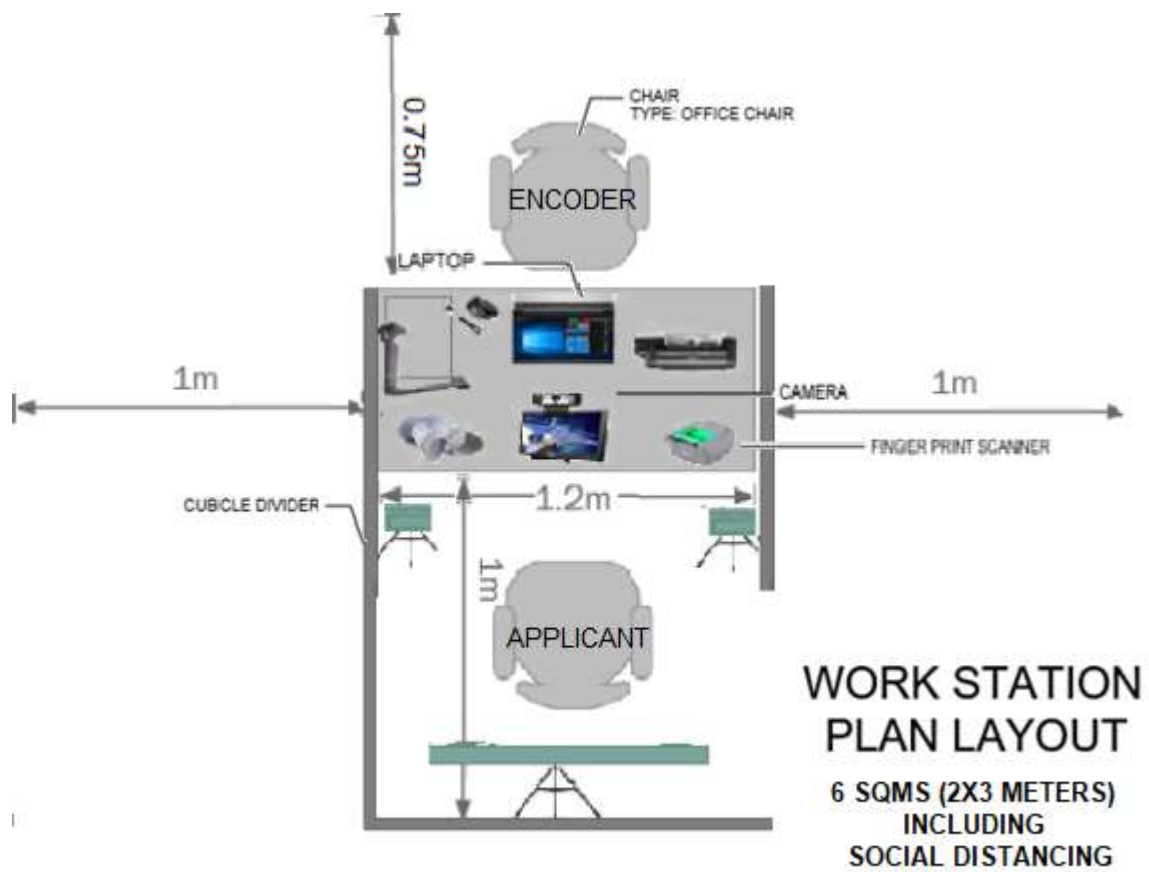 0.75m
CHAIR
TYPE: OFFICE CHAIR
ENCODER
LAPTOP
1m
CAMERA
1m
FINGER PRINT SCANNER
1.2m
CUBICLE DIVIDER
1m
APPLICANT
WORK STATION
PLAN LAYOUT
6 SQMS (2X3 METERS)
INCLUDING
SOCIAL DISTANCING